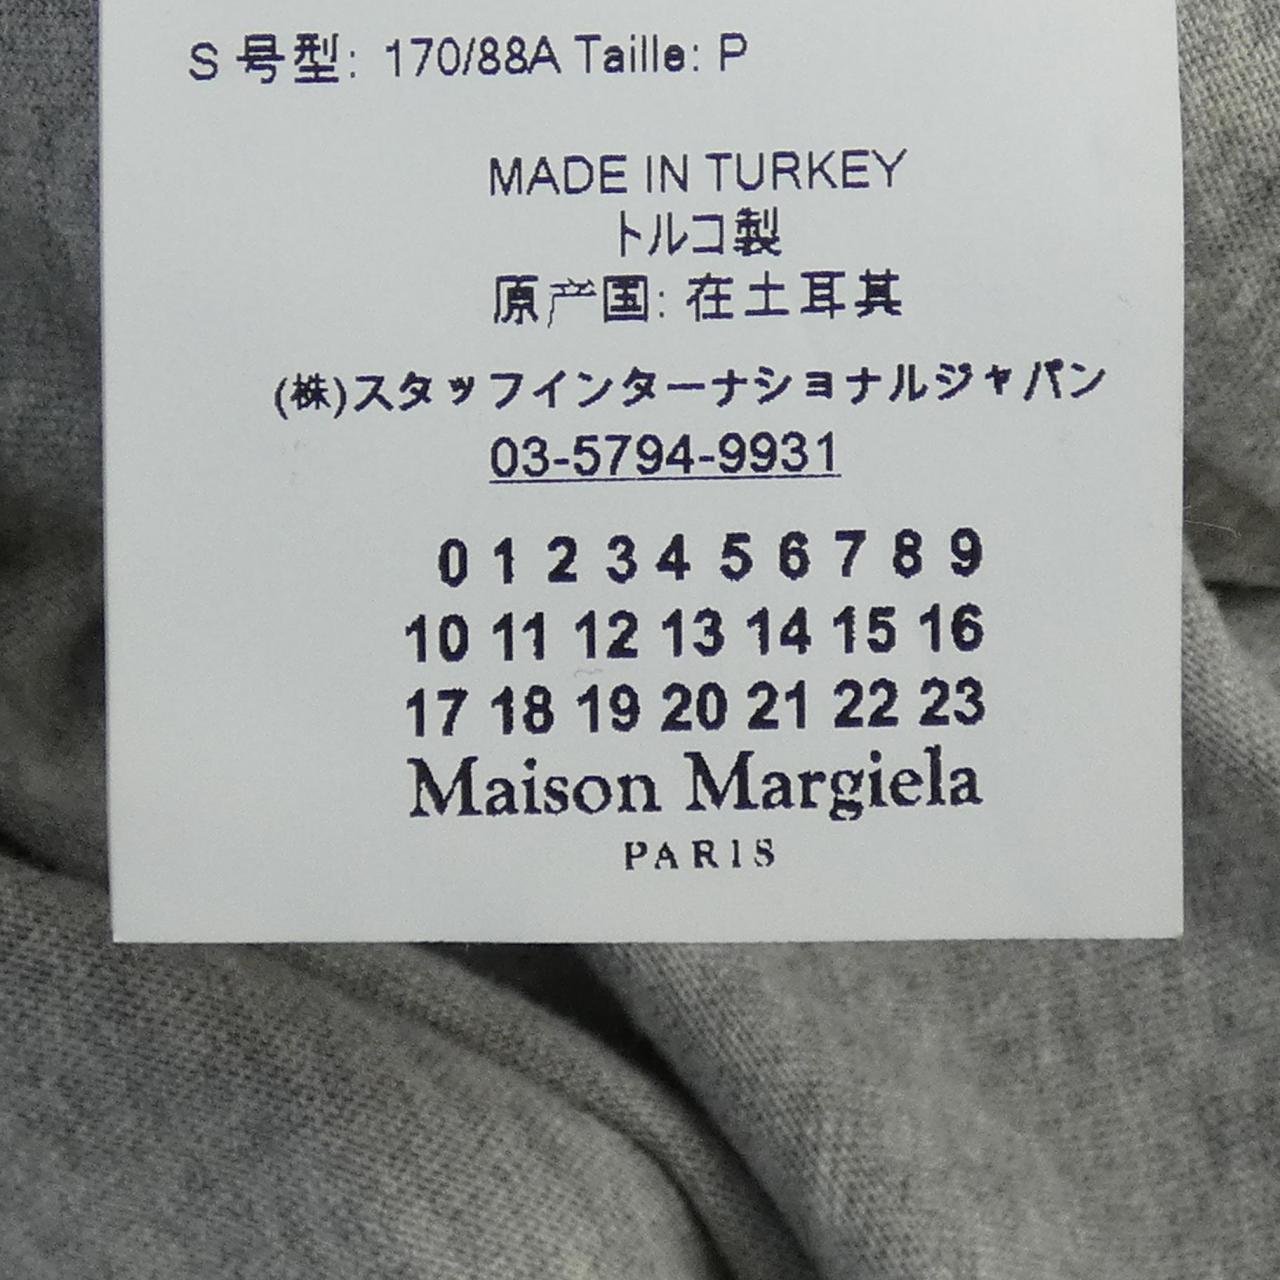 S 号型: 170/88A Taille: P
MADE IN TURKEY
トルコ製
原产国: 在土耳其
(株)スタッフインターナショナルジャパン
03-5794-9931
0 1 2 3 4 5 6 7 8 9
10 11 12 13 14 15 16
17 18 19 20 21 22 23
Maison Margiela
PARIS